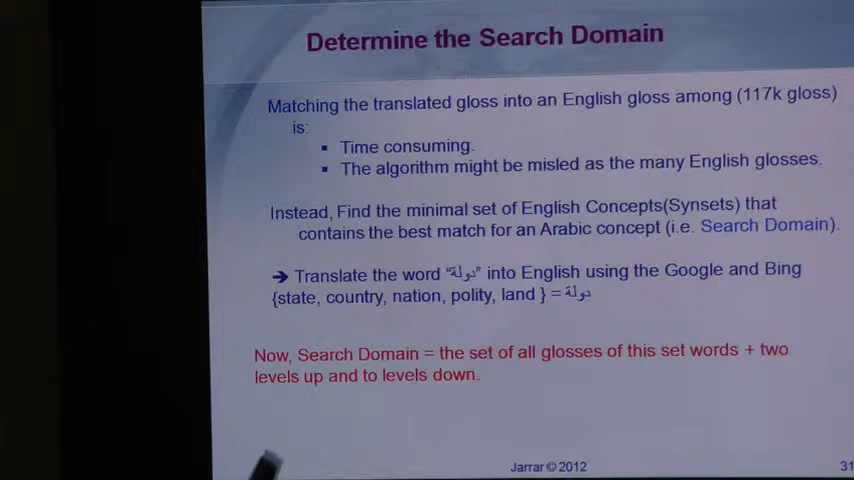 Determine the Search Domain
Matching the translated gloss into an English gloss among (117k gloss)
is:
▪ Time consuming.
▪ The algorithm might be misled as the many English glosses.
Instead, Find the minimal set of English Concepts(Synsets) that
contains the best match for an Arabic concept (i.e. Search Domain).
➔ Translate the word “دولة” into English using the Google and Bing
{state, country, nation, polity, land } = دولة
Now, Search Domain = the set of all glosses of this set words + two
levels up and to levels down.
Jarrar © 2012
31